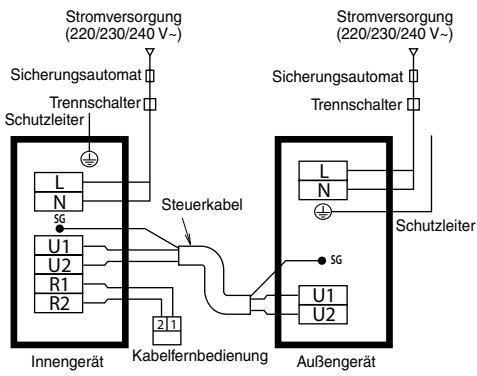 Stromversorgung
(220/230/240 V~)
Sicherungsautomat
Trennschalter
Schutzleiter
L
N
SG
U1
U2
R1
R2
Steuerkabel
2 1
Kabelfernbedienung
Innengerät
Stromversorgung
(220/230/240 V~)
Sicherungsautomat
Trennschalter
L
N
Schutzleiter
SG
U1
U2
Außengerät